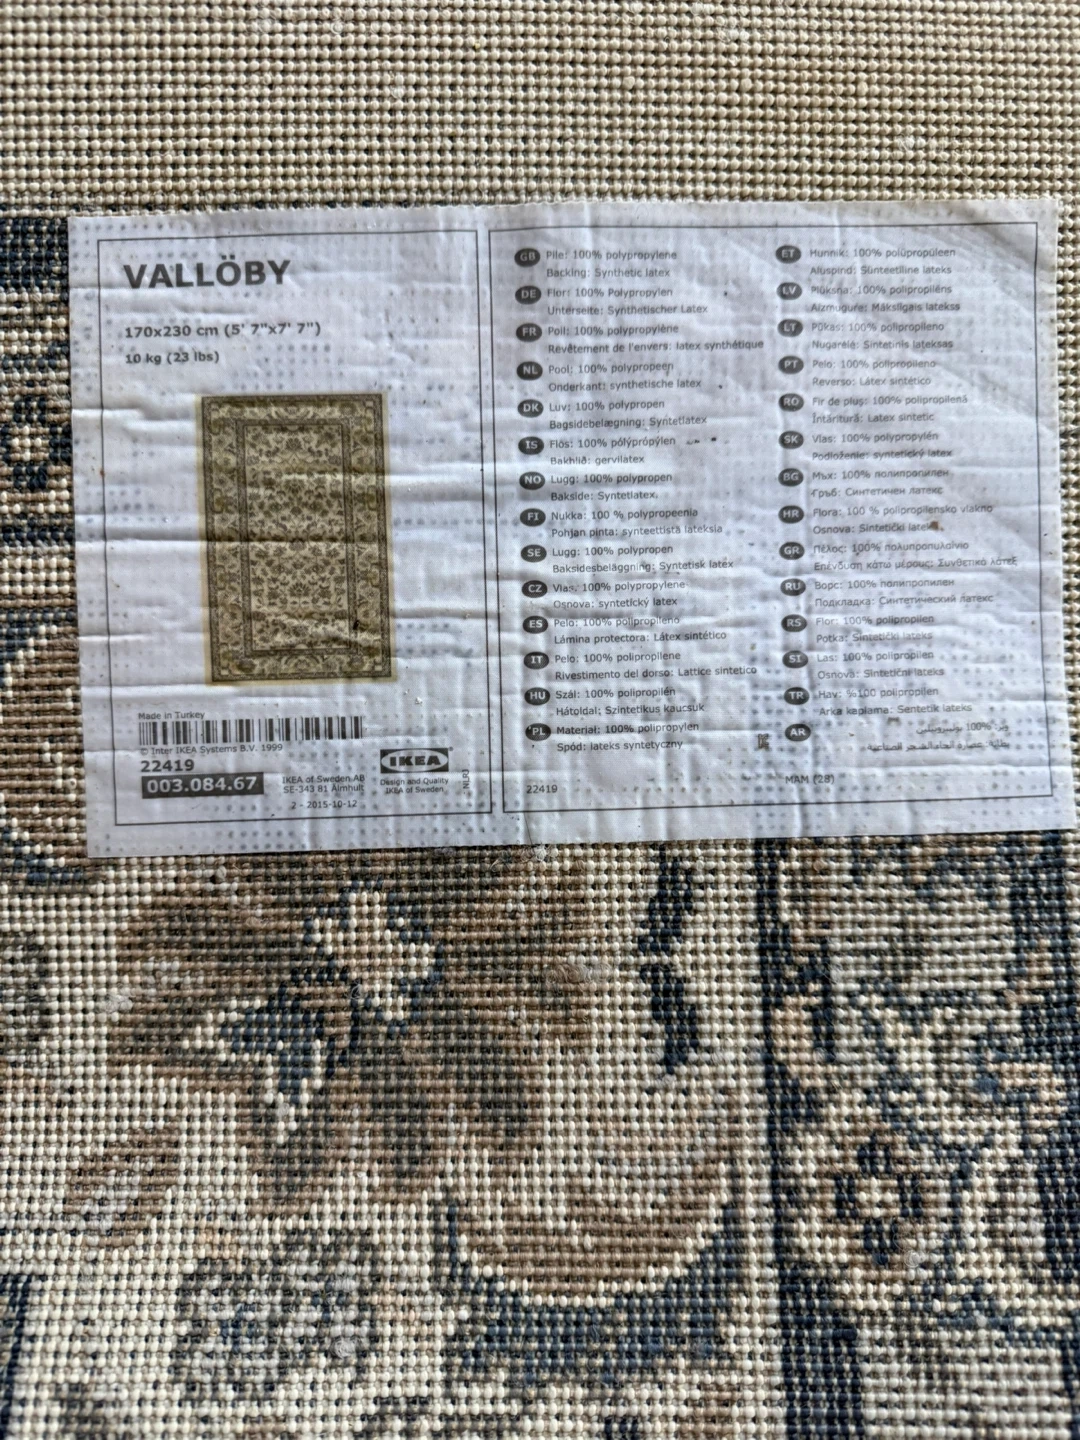 VALLÖBY
170x230 cm (5' 7"x7' 7")
10 kg (23 lbs)
Made in Turkey
© Inter IKEA Systems B.V. 1999
22419
003.084.67
IKEA of Sweden AB
SE-343 81 Älmhult
2 - 2015-10-12
IKEA®
Design and Quality
IKEA of Sweden
NLR3
GB Pile: 100% polypropylene
Backing: Synthetic latex
DE Flor: 100% Polypropylen
Unterseite: Synthetischer Latex
FR Poil: 100% polypropylène
Revêtement de l'envers: latex synthétique
NL Pool: 100% polypropeen
Onderkant: synthetische latex
DK Luv: 100% polypropen
Bagsidebelægning: Syntetlatex
IS Flos: 100% pólýprópýlen
Bakhlið: gervilatex
NO Lugg: 100% polypropen
Bakside: Syntetlatex.
FI Nukka: 100 % polypropeenia
Pohjan pinta: synteettistä lateksia
SE Lugg: 100% polypropen
Baksidesbeläggning: Syntetisk latex
CZ Vlas: 100% polypropylene
Osnova: syntetický latex
ES Pelo: 100% polipropileno
Lámina protectora: Látex sintético
IT Pelo: 100% polipropilene
Rivestimento del dorso: Lattice sintetico
HU Szál: 100% polipropilén
Hátoldal: Szintetikus kaucsuk
PL Materiał: 100% polipropylen
Spód: lateks syntetyczny
22419
ET Hunnik: 100% polüpropüleen
Aluspind: Sünteetiline lateks
LV Plūksna: 100% polipropilēns
Aizmugure: Mākslīgais latekss
LT Pūkas: 100% polipropileno
Nugarėlė: Sintetinis lateksas
PT Pelo: 100% polipropileno
Reverso: Látex sintético
RO Fir de pluş: 100% polipropilenă
Întăritură: Latex sintetic
SK Vlas: 100% polypropylén
Podloženie: syntetický latex
BG Мъх: 100% полипропилен
Гръб: Синтетичен латекс
HR Flora: 100 % polipropilensko vlakno
Osnova: Sintetički lateks
GR Πέλος: 100% πολυπροπυλαίνιο
Επένδυση κάτω μέρους: Συνθετικό λάτεξ
RU Ворс: 100% полипропилен
Подкладка: Синтетический латекс
RS Flor: 100% polipropilen
Potka: Sintetički lateks
SI Las: 100% polipropilen
Osnova: Sintetični lateks
TR Hav: %100 polipropilen
Arka kaplama: Sentetik lateks
AR وبر: 100% بوليبروبيلين
بطانة: عصارة لحاء الشجر الصناعية
MAM (28)